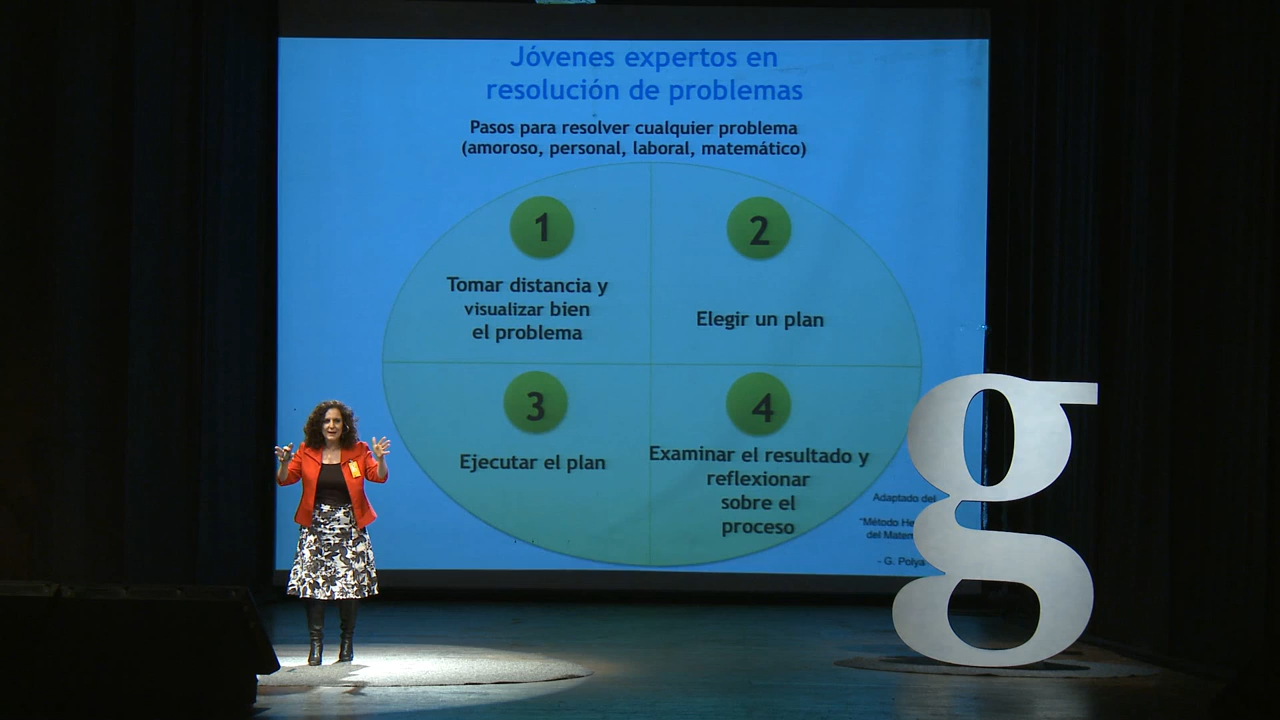 Jóvenes expertos en
resolución de problemas
Pasos para resolver cualquier problema
(amoroso, personal, laboral, matemático)
1
Tomar distancia y
visualizar bien
el problema
2
Elegir un plan
3
Ejecutar el plan
4
Examinar el resultado y
reflexionar
sobre el
proceso
Adaptado del
"Método
del
- G. Polya
g